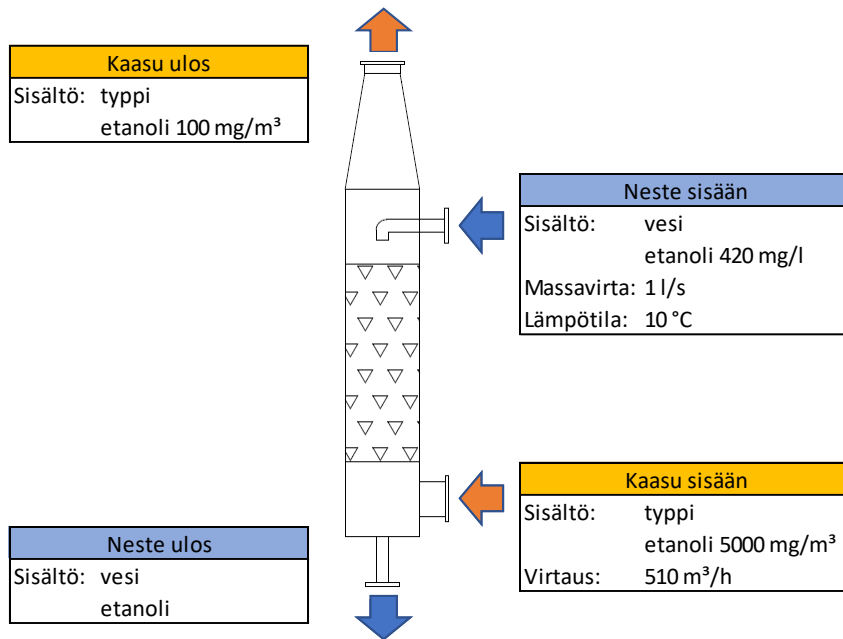 Kaasu ulos
Sisältö: typpi
etanoli 100 mg/m³
Neste sisään
Sisältö: vesi
etanoli 420 mg/l
Massavirta: 1 l/s
Lämpötila: 10 °C
Kaasu sisään
Sisältö: typpi
etanoli 5000 mg/m³
Virtaus: 510 m³/h
Neste ulos
Sisältö: vesi
etanoli